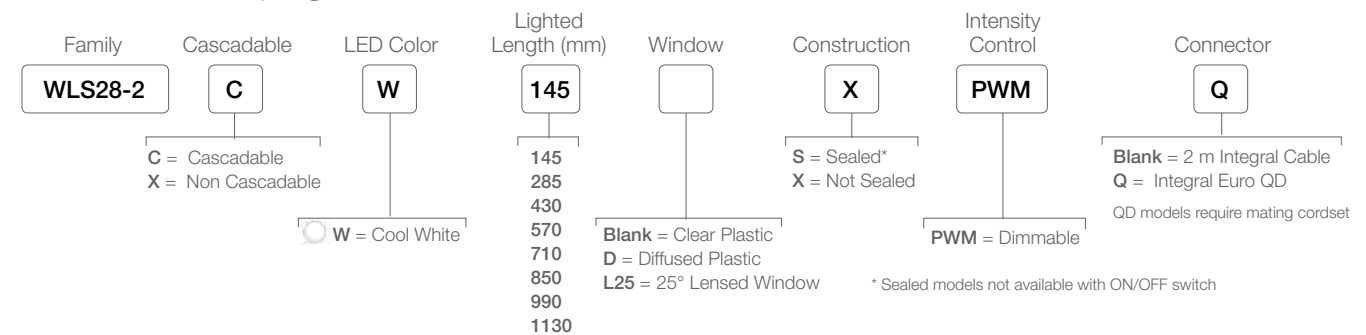 Family
Cascadable
LED Color
Lighted
Length (mm)
Window
Construction
Intensity
Control
Connector
WLS28-2
C
W
145
X
PWM
Q
C = Cascadable
X = Non Cascadable
W = Cool White
145
285
430
570
710
850
990
1130
Blank = Clear Plastic
D = Diffused Plastic
L25 = 25° Lensed Window
S = Sealed*
X = Not Sealed
PWM = Dimmable
Blank = 2 m Integral Cable
Q = Integral Euro QD
QD models require mating cordset
* Sealed models not available with ON/OFF switch